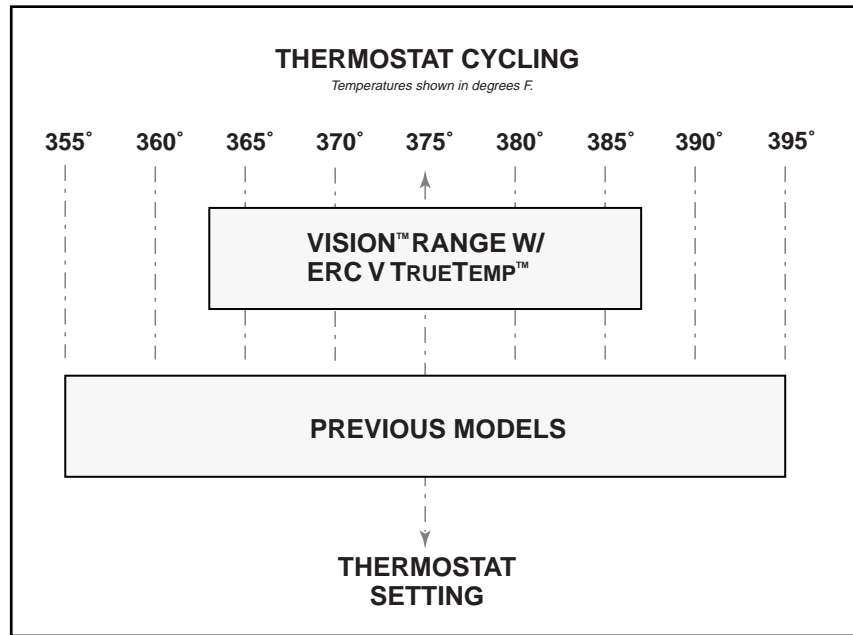 THERMOSTAT CYCLING
Temperatures shown in degrees F.
355° 360° 365° 370° 375° 380° 385° 390° 395°
VISION™ RANGE W/
ERC V TRUETEMP™
PREVIOUS MODELS
THERMOSTAT
SETTING